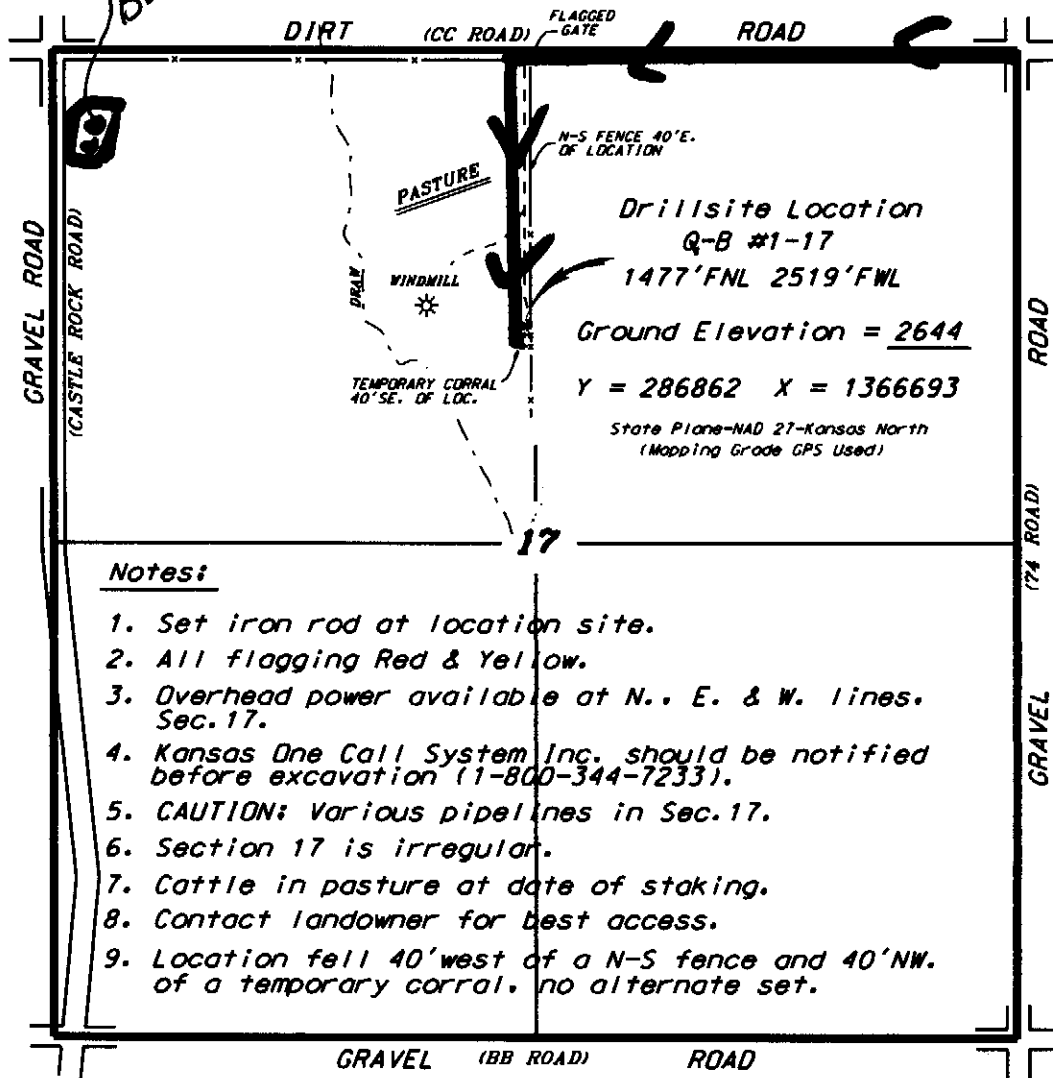 DIRT (CC ROAD) ROAD
FLAGGED
GATE
N-S FENCE 40'E.
OF LOCATION
PASTURE
Drillsite Location
Q-B #1-17
1477'FNL 2519'FWL
DRAW
WINDMILL
Ground Elevation = 2644
TEMPORARY CORRAL
40'SE. OF LOC.
Y = 286862 X = 1366693
State Plane-NAD 27-Kansas North
(Mapping Grade GPS Used)
GRAVEL ROAD
(CASTLE ROCK ROAD)
GRAVEL (74 ROAD) ROAD
17
Notes:
1. Set iron rod at location site.
2. All flagging Red & Yellow.
3. Overhead power available at N., E. & W. lines.
Sec.17.
4. Kansas One Call System Inc. should be notified
before excavation (1-800-344-7233).
5. CAUTION: Various pipelines in Sec.17.
6. Section 17 is irregular.
7. Cattle in pasture at date of staking.
8. Contact landowner for best access.
9. Location fell 40'west of a N-S fence and 40'NW.
of a temporary corral. no alternate set.
GRAVEL (BB ROAD) ROAD